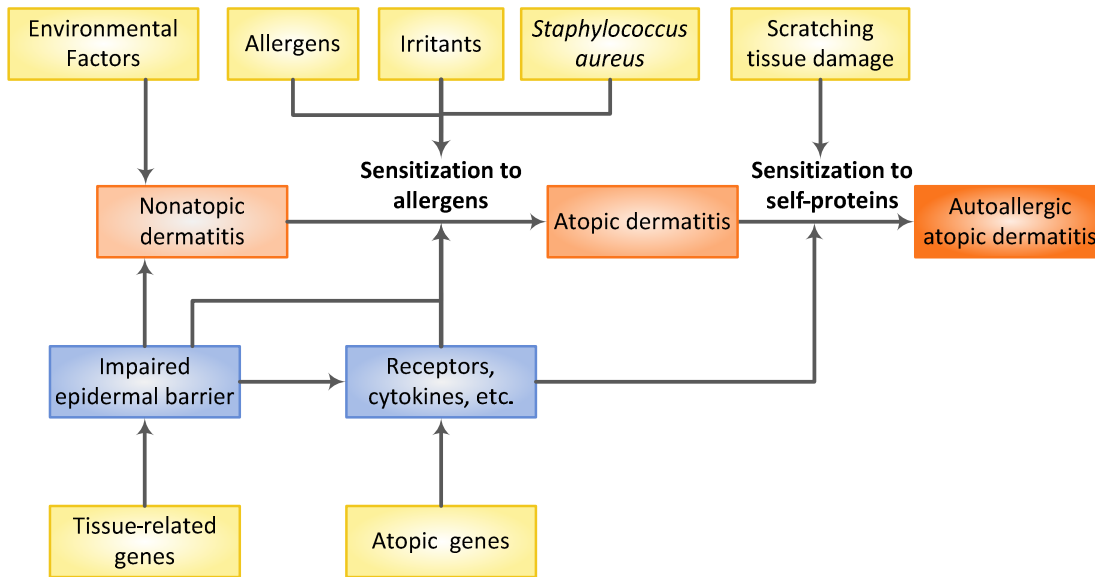 Environmental
Factors
Allergens
Irritants
Staphylococcus
aureus
Scratching
tissue damage
Sensitization to
allergens
Sensitization to
self-proteins
Nonatopic
dermatitis
Atopic dermatitis
Autoallergic
atopic dermatitis
Impaired
epidermal barrier
Receptors,
cytokines, etc.
Tissue-related
genes
Atopic genes